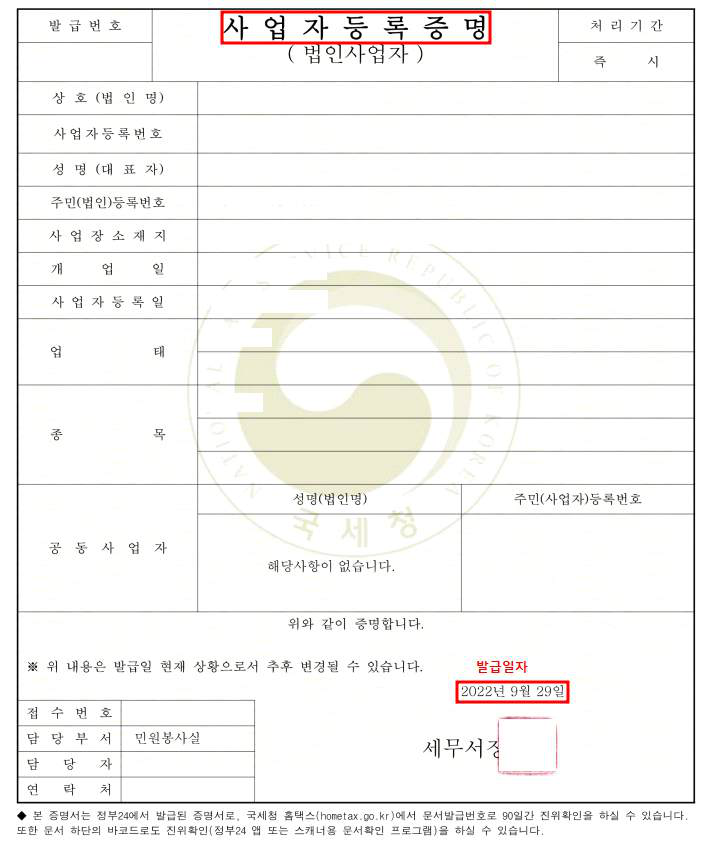 발급번호
사업자등록증명
처리기간
( 법인사업자 )
즉 시
상 호 (법 인 명)
사업자등록번호
성 명 (대 표 자)
주민(법인)등록번호
사 업 장 소 재 지
개 업 일
사 업 자 등 록 일
업 태
종 목
NATIONAL
VICE REPUBLIC OF KOREA
국세청
공 동 사 업 자
성명(법인명)
주민(사업자)등록번호
해당사항이 없습니다.
위와 같이 증명합니다.
※ 위 내용은 발급일 현재 상황으로서 추후 변경될 수 있습니다.
발급일자
2022년 9월 29일
접 수 번 호
담 당 부 서 민원봉사실
담 당 자
연 락 처
세무서장
◆ 본 증명서는 정부24에서 발급된 증명서로, 국세청 홈택스(hometax.go.kr)에서 문서발급번호로 90일간 진위확인을 하실 수 있습니다.
또한 문서 하단의 바코드로도 진위확인(정부24 앱 또는 스캐너용 문서확인 프로그램)을 하실 수 있습니다.